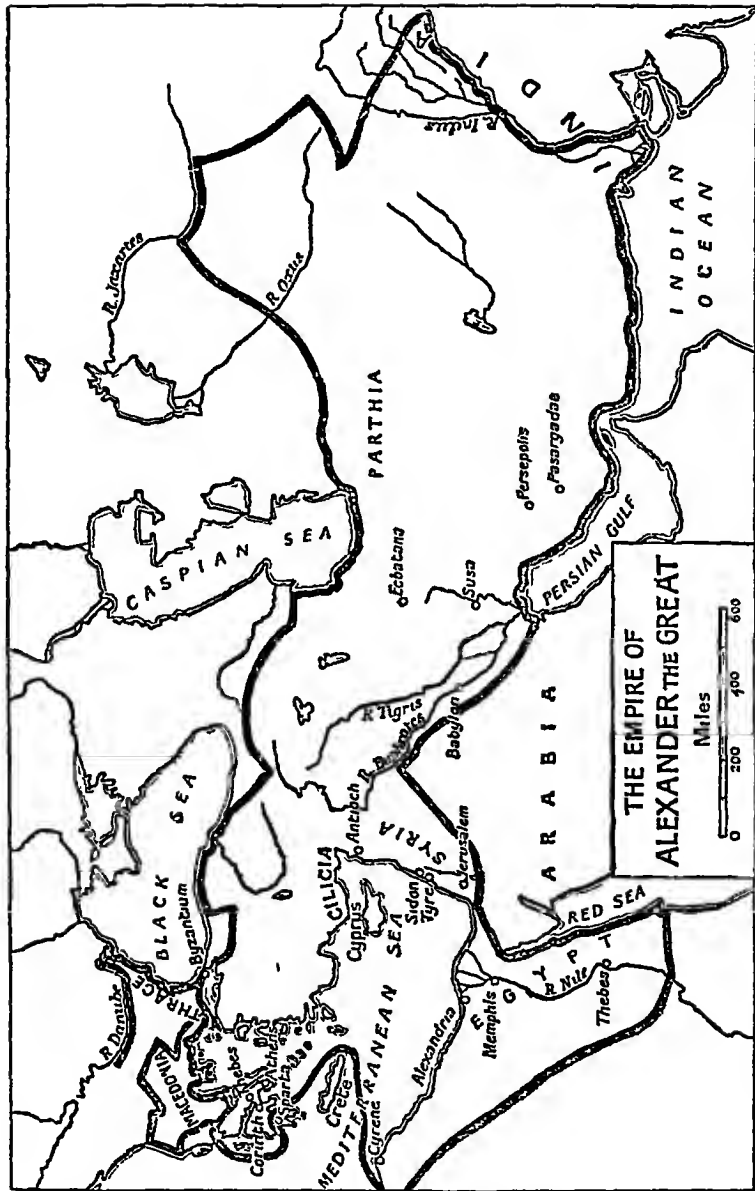 THE EMPIRE OF
ALEXANDER THE GREAT
Miles
0 200 400 600
R. Danube
THRACE
MACEDONIA
BLACK SEA
Byzantium
Thebes
Athens
Corinth
Sparta
Crete
MEDITERRANEAN SEA
Cyrene
Alexandria
Memphis
EGYPT
R Nile
Thebes
RED SEA
CILICIA
Cyprus
Antioch
SYRIA
Sidon
Tyre
Jerusalem
ARABIA
R Tigris
Babylon
CASPIAN SEA
Ecbatana
Susa
PARTHIA
Persepolis
Pasargadae
PERSIAN GULF
R. Jaxartes
R. Oxus
R. Indus
INDIA
INDIAN
OCEAN